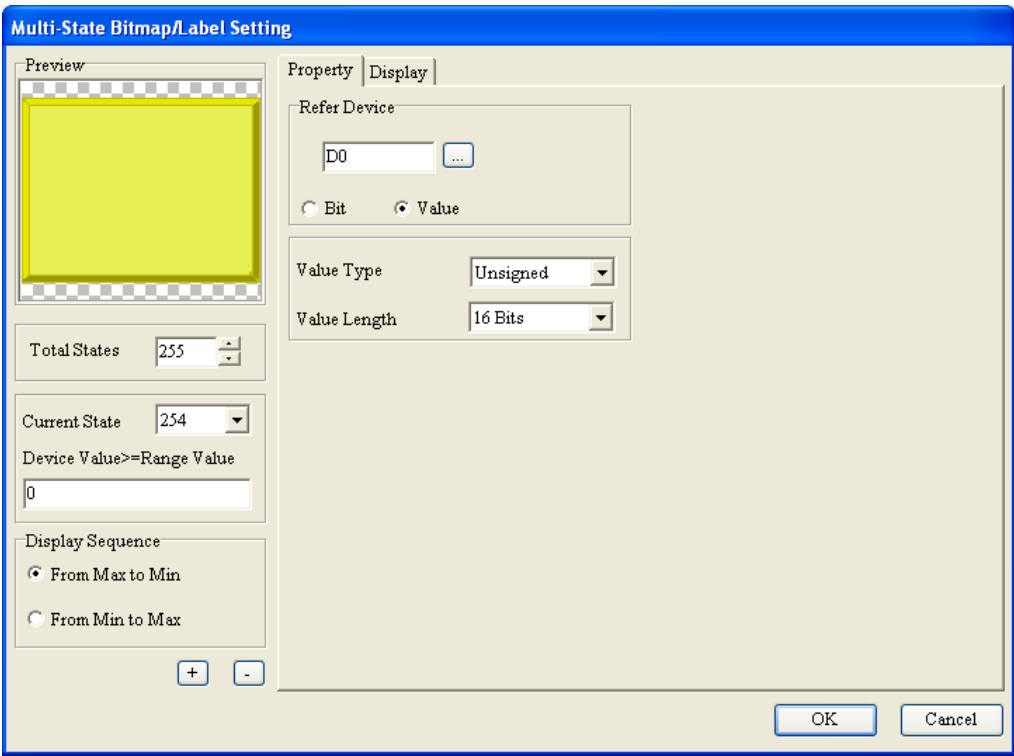 Multi-State Bitmap/Label Setting
Preview
Property Display
Refer Device
D0 ...
Bit Value
Value Type Unsigned
Value Length 16 Bits
Total States 255
Current State 254
Device Value>=Range Value
0
Display Sequence
From Max to Min
From Min to Max
+ -
OK Cancel